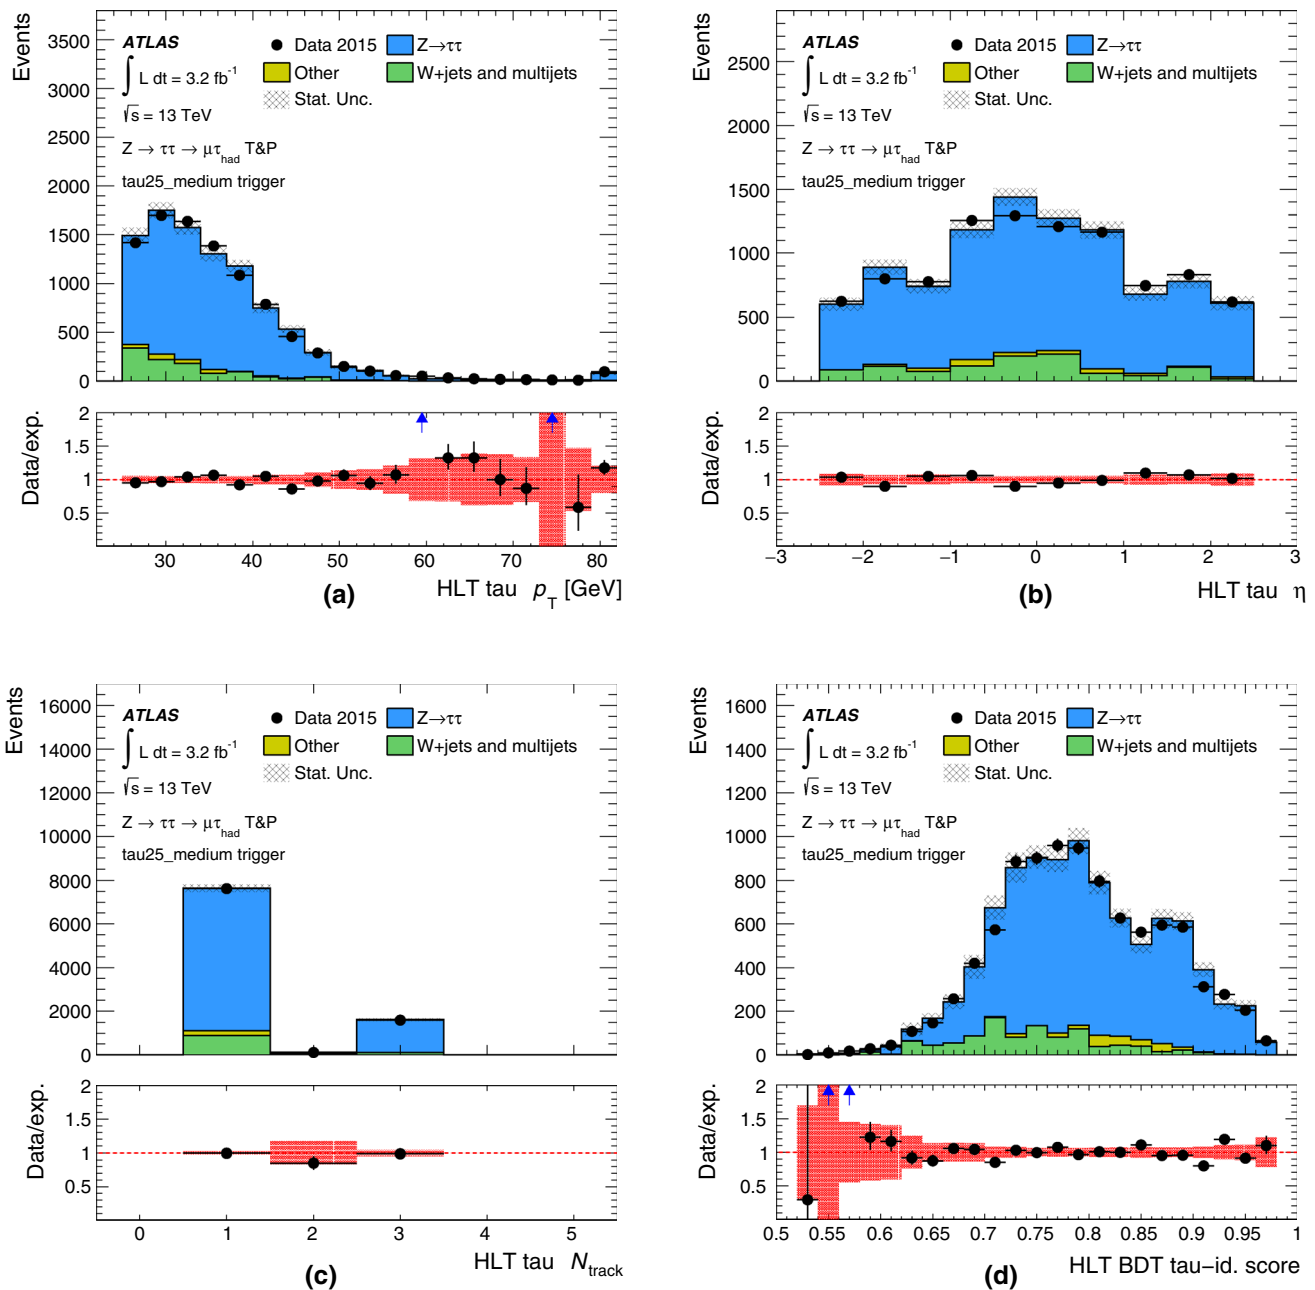 Events
3500
3000
2500
2000
1500
1000
500
0
ATLAS
∫ L dt = 3.2 fb⁻¹
√s = 13 TeV
Z → ττ → μτ_had T&P
tau25_medium trigger
Data 2015
Z→ττ
Other
W+jets and multijets
Stat. Unc.
Data/exp.
2
1.5
1
0.5
30 40 50 60 70 80
HLT tau p_T [GeV]
(a)
Events
2500
2000
1500
1000
500
0
ATLAS
∫ L dt = 3.2 fb⁻¹
√s = 13 TeV
Z → ττ → μτ_had T&P
tau25_medium trigger
Data 2015
Z→ττ
Other
W+jets and multijets
Stat. Unc.
Data/exp.
2
1.5
1
0.5
−3 −2 −1 0 1 2 3
HLT tau η
(b)
Events
16000
14000
12000
10000
8000
6000
4000
2000
0
ATLAS
∫ L dt = 3.2 fb⁻¹
√s = 13 TeV
Z → ττ → μτ_had T&P
tau25_medium trigger
Data 2015
Z→ττ
Other
W+jets and multijets
Stat. Unc.
Data/exp.
2
1.5
1
0.5
0 1 2 3 4 5
HLT tau N_track
(c)
Events
1600
1400
1200
1000
800
600
400
200
0
ATLAS
∫ L dt = 3.2 fb⁻¹
√s = 13 TeV
Z → ττ → μτ_had T&P
tau25_medium trigger
Data 2015
Z→ττ
Other
W+jets and multijets
Stat. Unc.
Data/exp.
2
1.5
1
0.5
0.5 0.55 0.6 0.65 0.7 0.75 0.8 0.85 0.9 0.95 1
HLT BDT tau−id. score
(d)